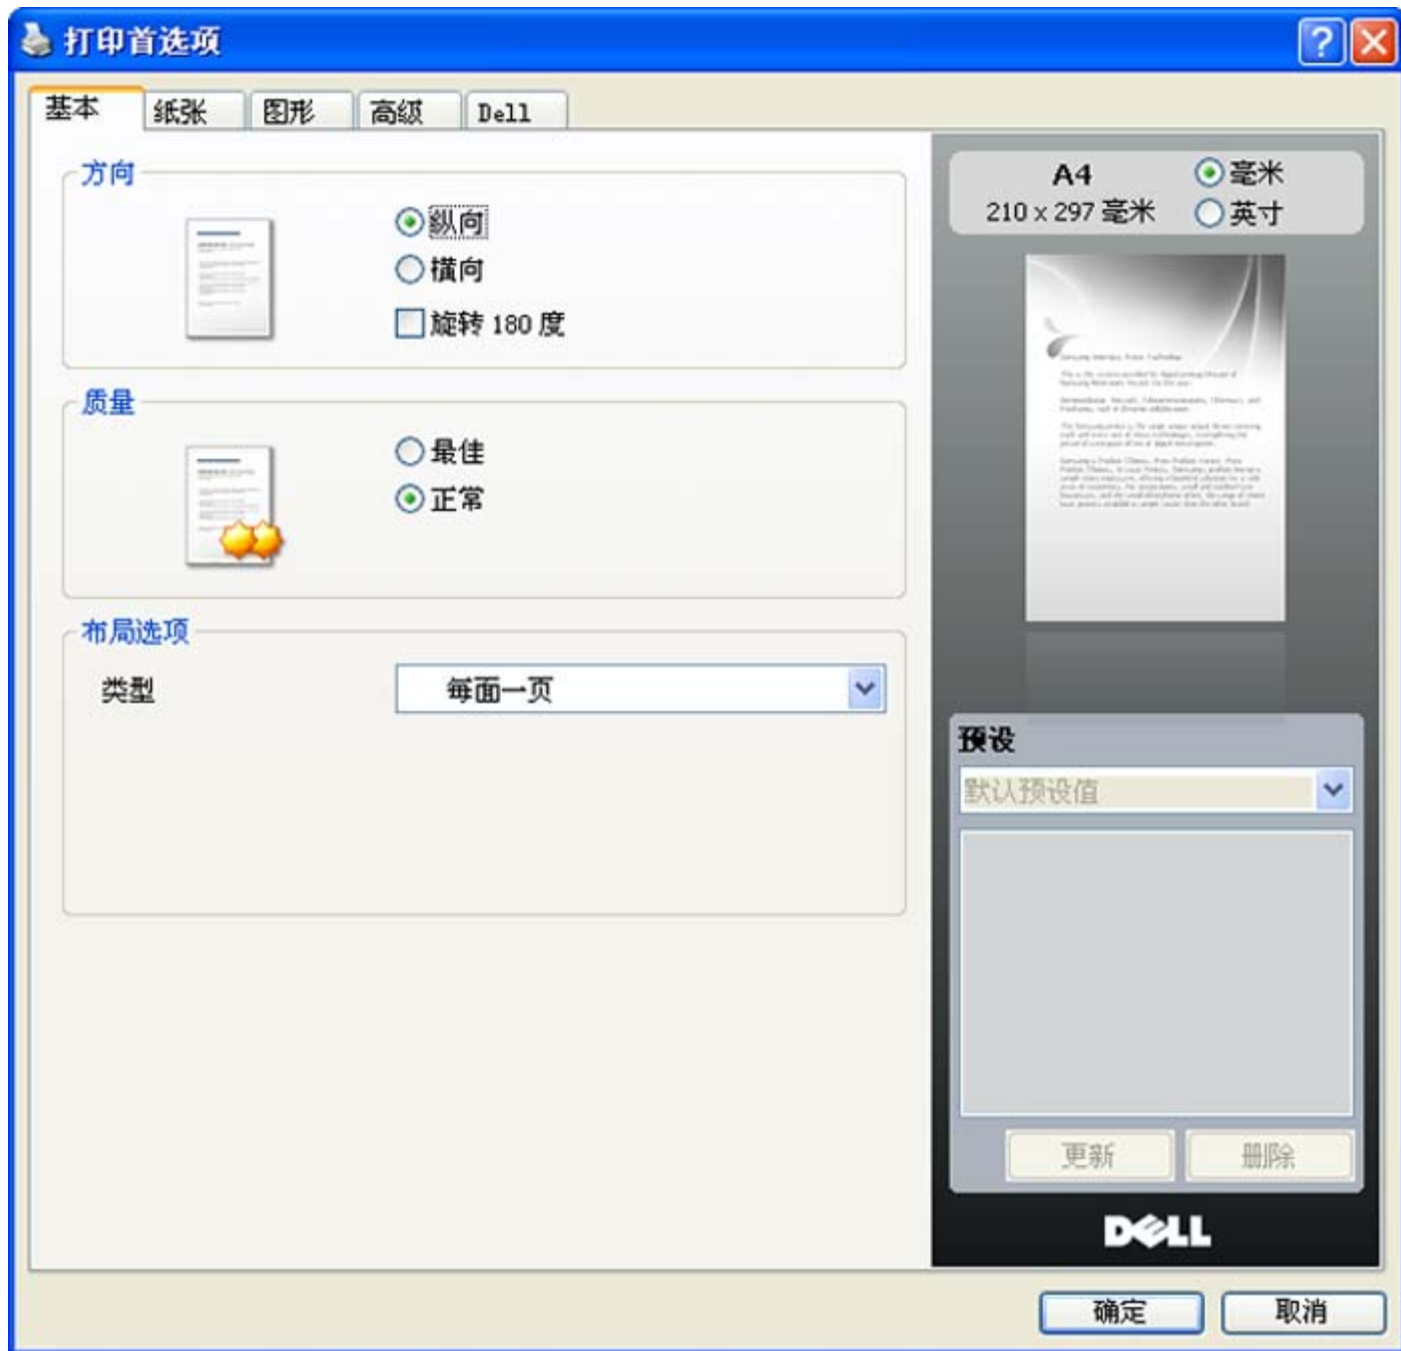 打印首选项
基本 纸张 图形 高级 Dell
方向
纵向
横向
旋转 180 度
质量
最佳
正常
布局选项
类型 每面一页
A4
210 x 297 毫米
毫米
英寸
预设
默认预设值
更新 删除
DELL
确定 取消